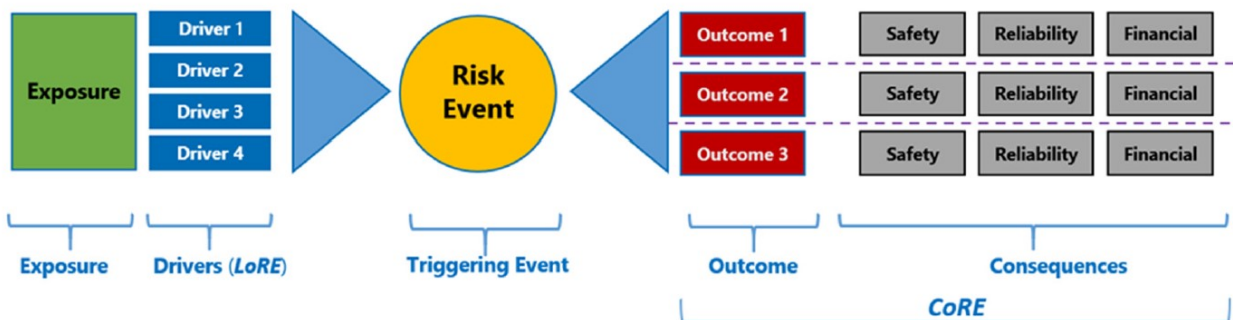 Exposure
Driver 1
Driver 2
Driver 3
Driver 4
Risk
Event
Outcome 1
Safety
Reliability
Financial
Outcome 2
Safety
Reliability
Financial
Outcome 3
Safety
Reliability
Financial
Exposure
Drivers (LoRE)
Triggering Event
Outcome
Consequences
CoRE